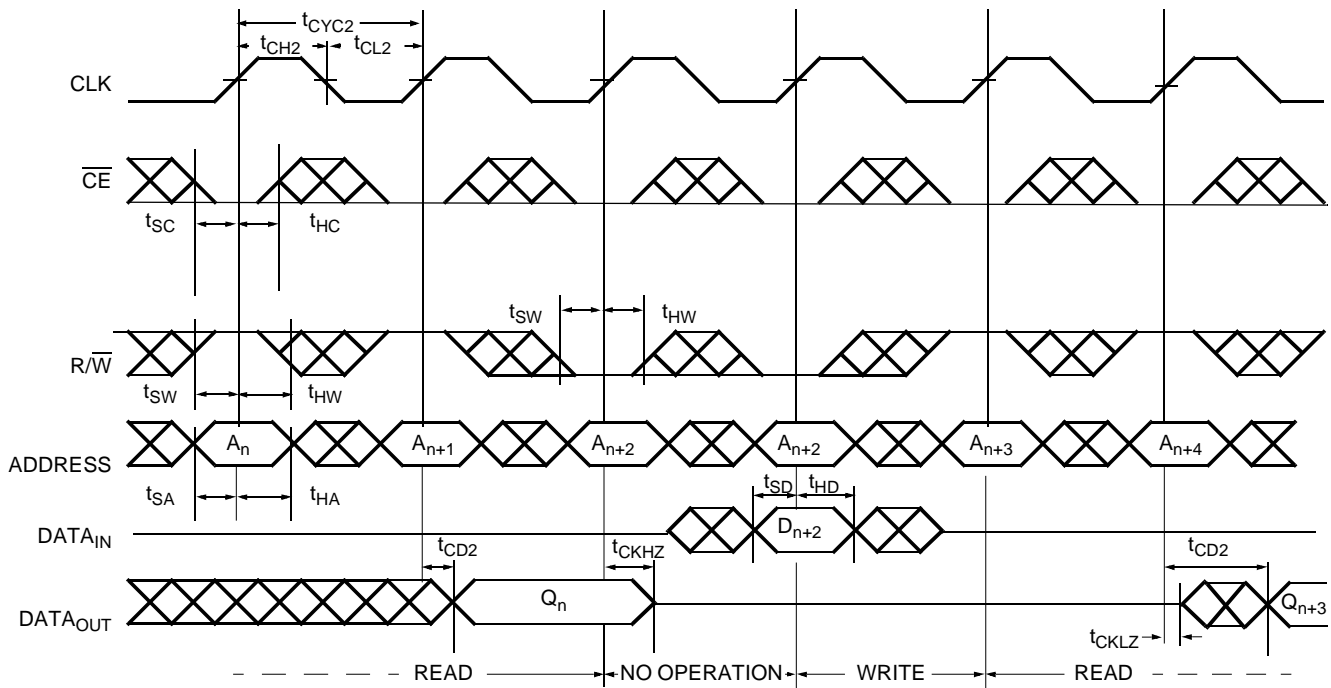 tCYC2
tCH2 tCL2
CLK
CE
tSC tHC
tSW tHW
R/W
tSW tHW
An An+1 An+2 An+2 An+3 An+4
ADDRESS
tSA tHA tSD tHD
DATAIN Dn+2
tCD2 tCKHZ tCD2
DATAOUT Qn Qn+3
tCKLZ
READ NO OPERATION WRITE READ